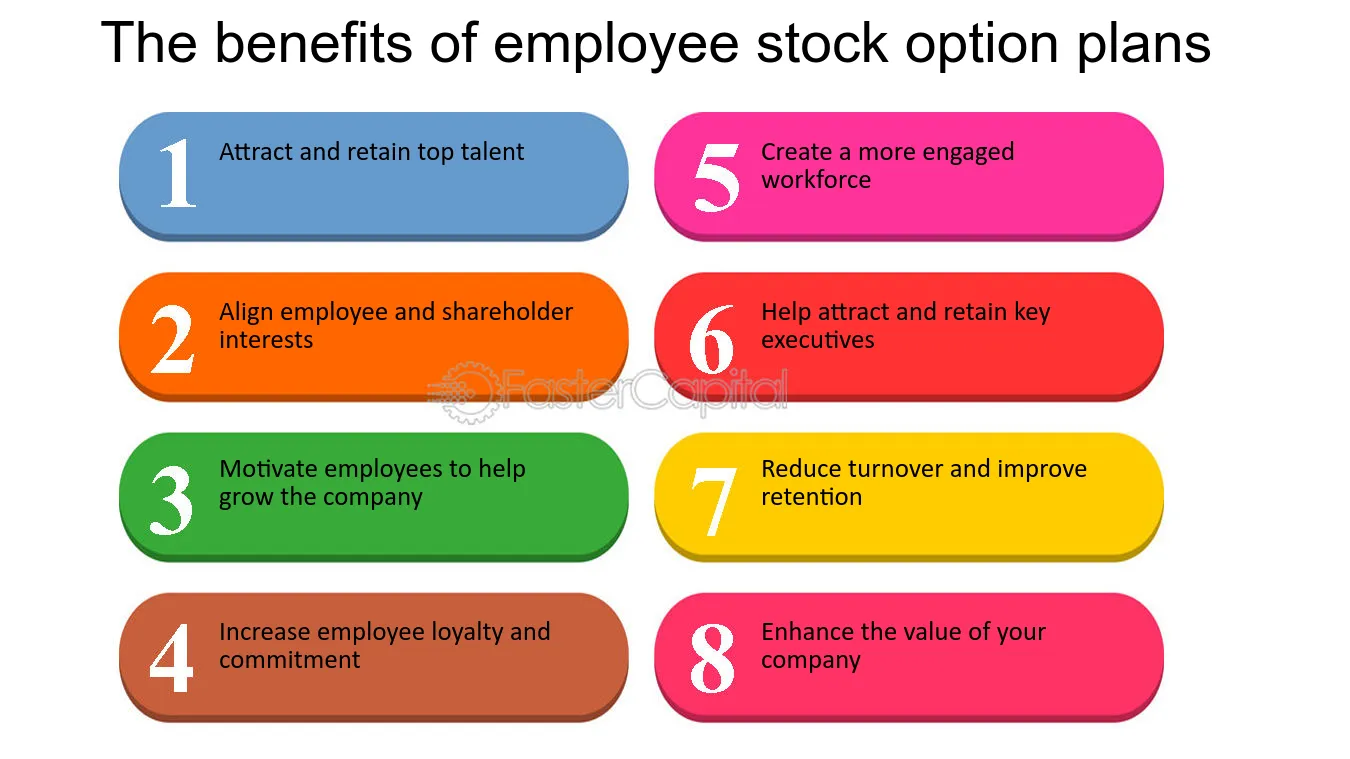 The benefits of employee stock option plans
1
Attract and retain top talent
2
Align employee and shareholder
interests
3
Motivate employees to help
grow the company
4
Increase employee loyalty and
commitment
5
Create a more engaged
workforce
6
Help attract and retain key
executives
7
Reduce turnover and improve
retention
8
Enhance the value of your
company
FasterCapital